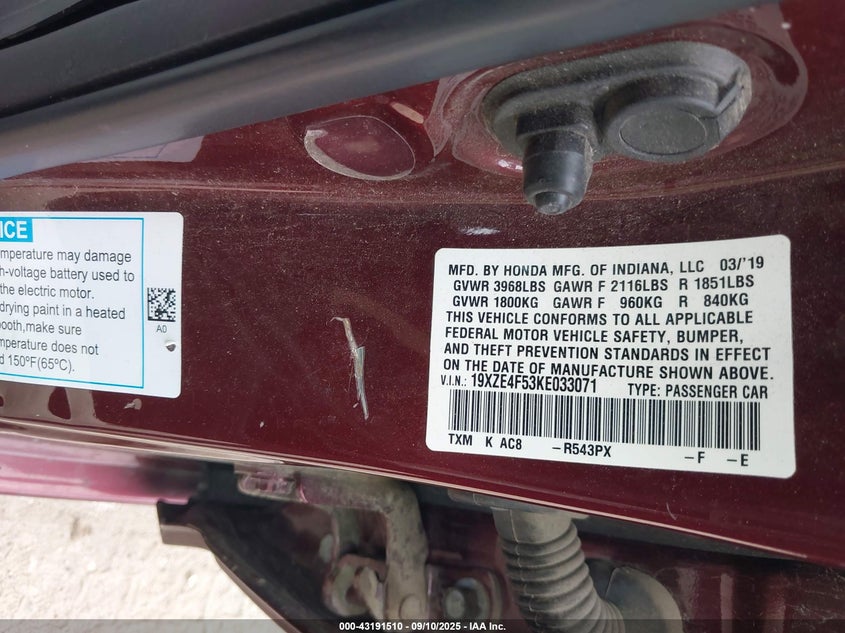 ICE
mperature may damage
h-voltage battery used to
the electric motor.
drying paint in a heated
ooth,make sure
mperature does not
d 150°F(65°C).
A0
MFD. BY HONDA MFG. OF INDIANA, LLC 03/'19
GVWR 3968LBS GAWR F 2116LBS R 1851LBS
GVWR 1800KG GAWR F 960KG R 840KG
THIS VEHICLE CONFORMS TO ALL APPLICABLE
FEDERAL MOTOR VEHICLE SAFETY, BUMPER,
AND THEFT PREVENTION STANDARDS IN EFFECT
ON THE DATE OF MANUFACTURE SHOWN ABOVE.
V.I.N.: 19XZE4F53KE033071 TYPE: PASSENGER CAR
TXM K AC8 –R543PX –F –E
000-43191510 - 09/10/2025 - IAA Inc.